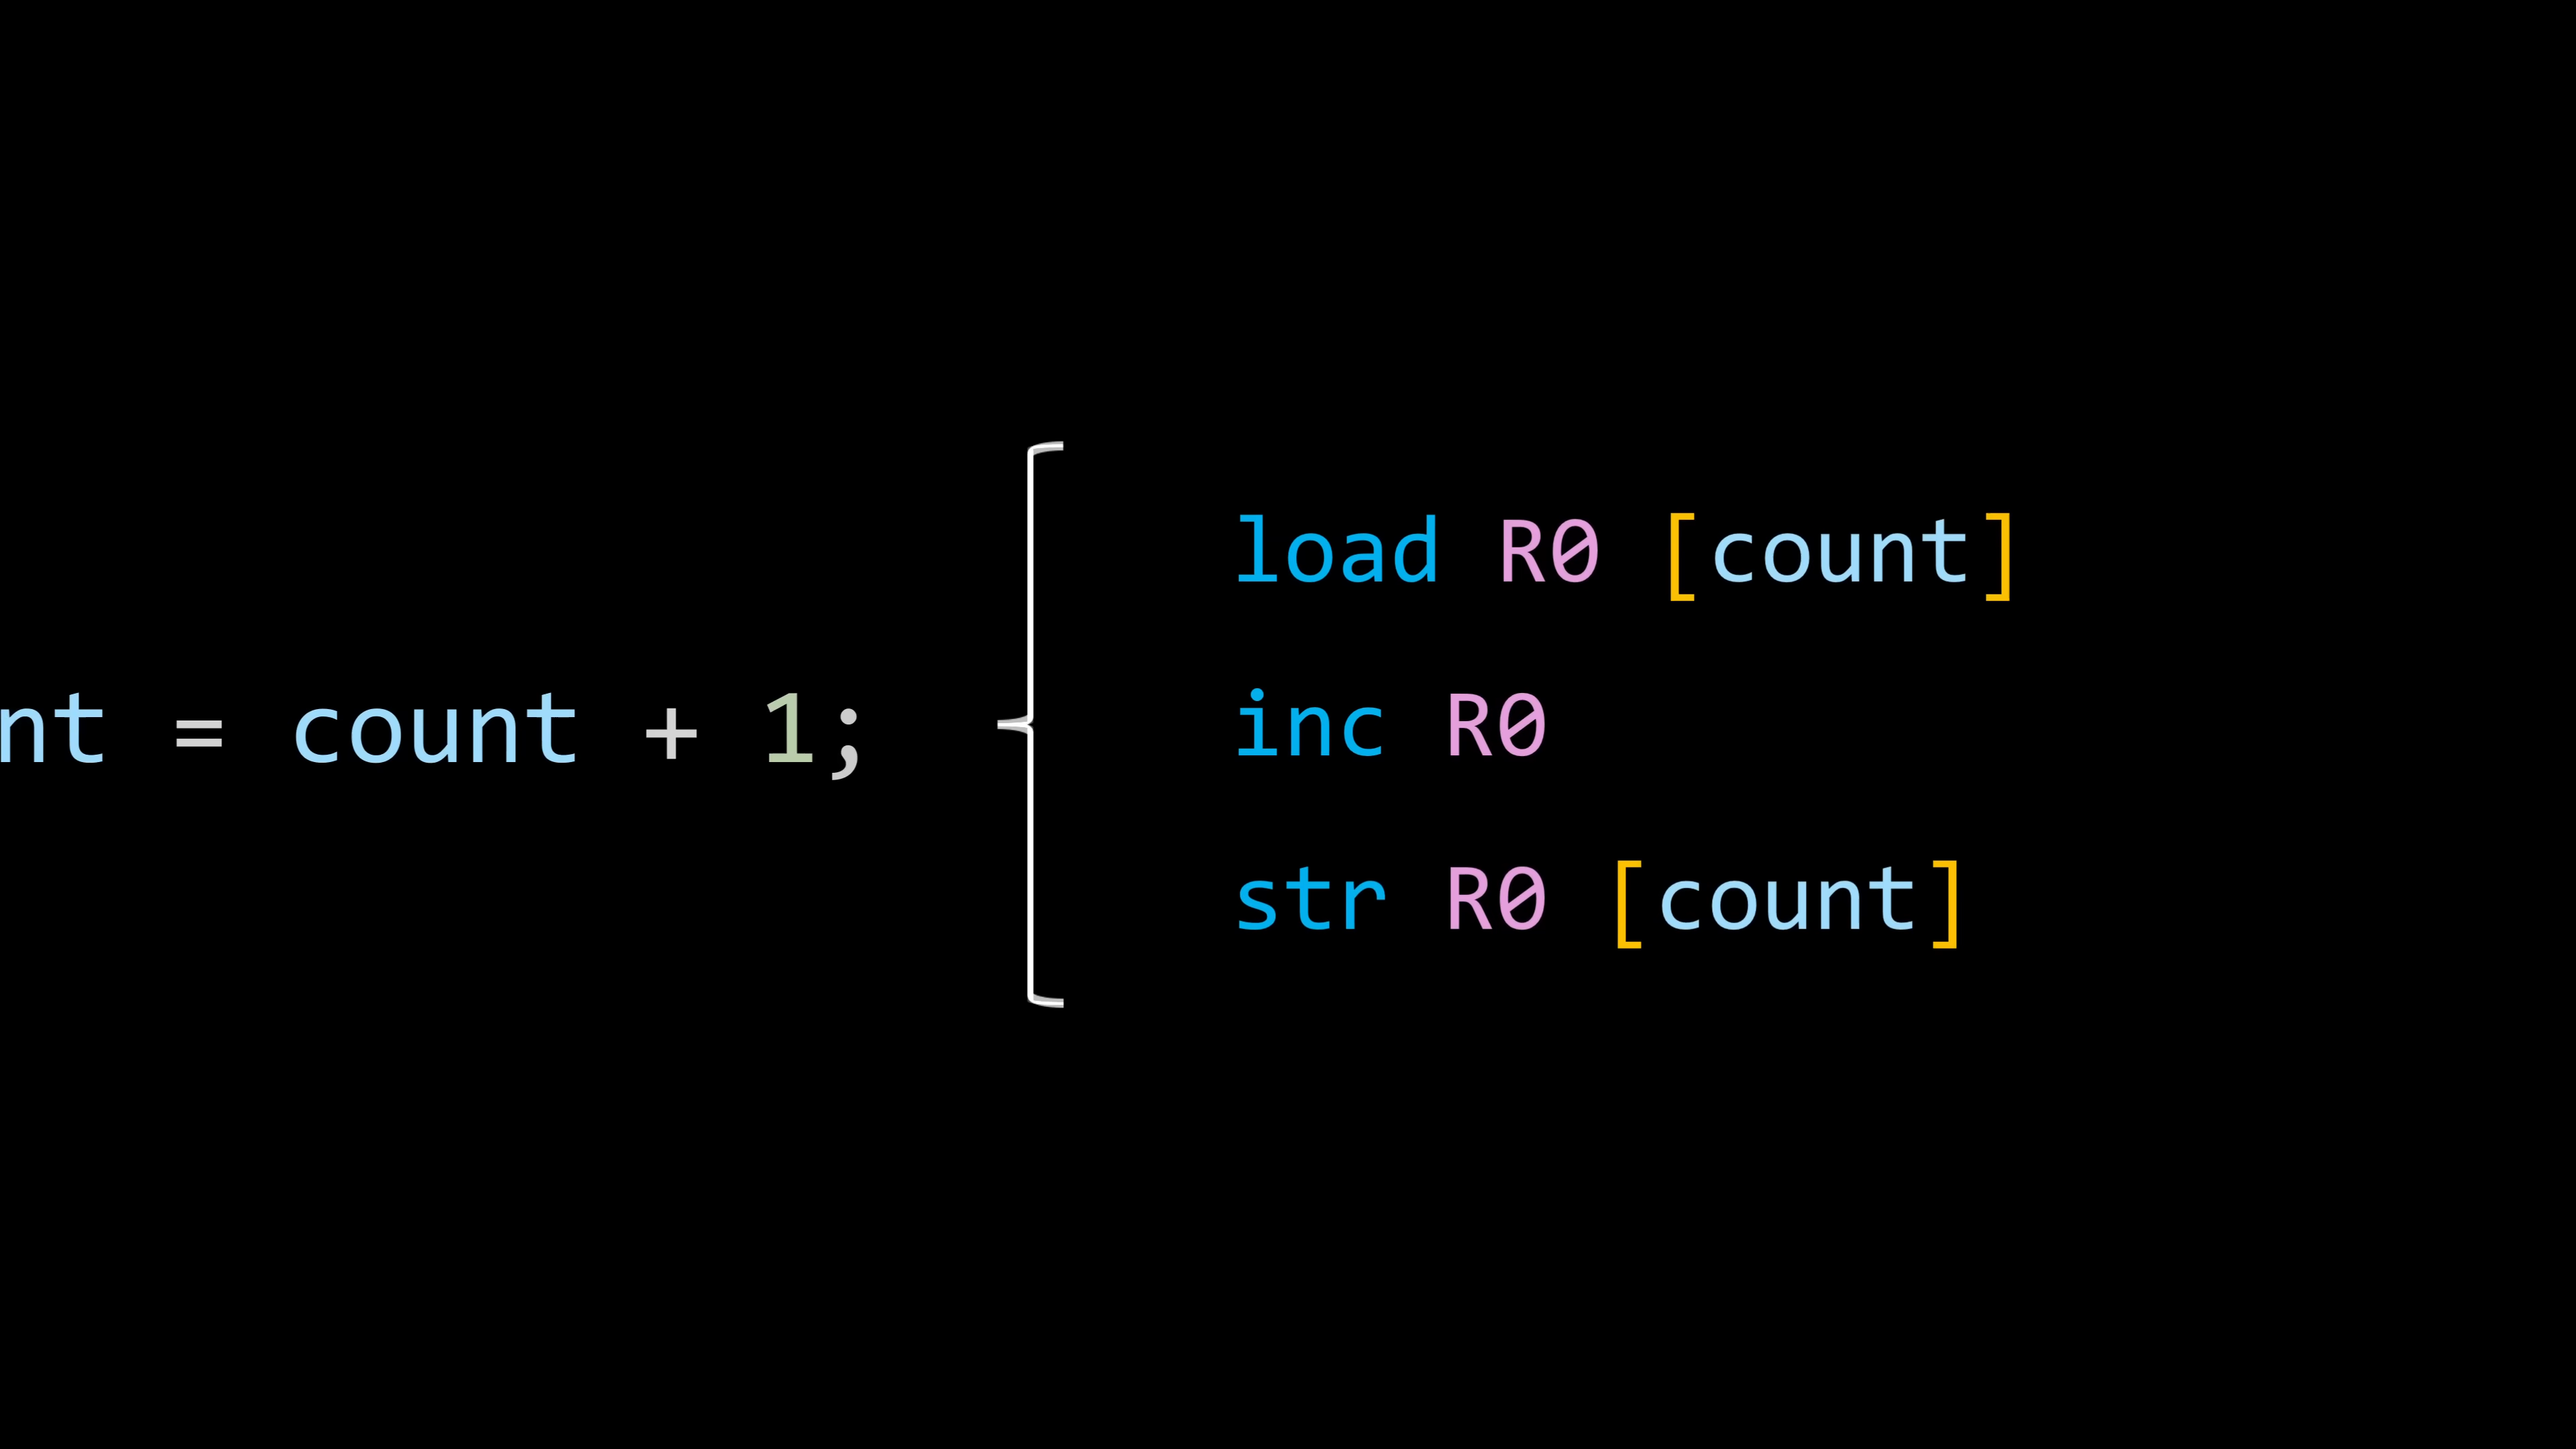 nt = count + 1;
load R0 [count]
inc R0
str R0 [count]